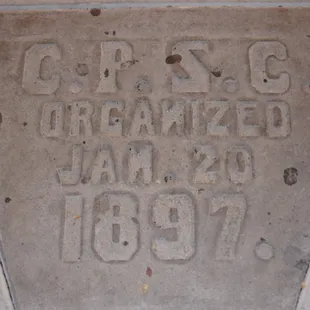 C. P. S. C.
ORGANIZED
JAN. 20
1897.